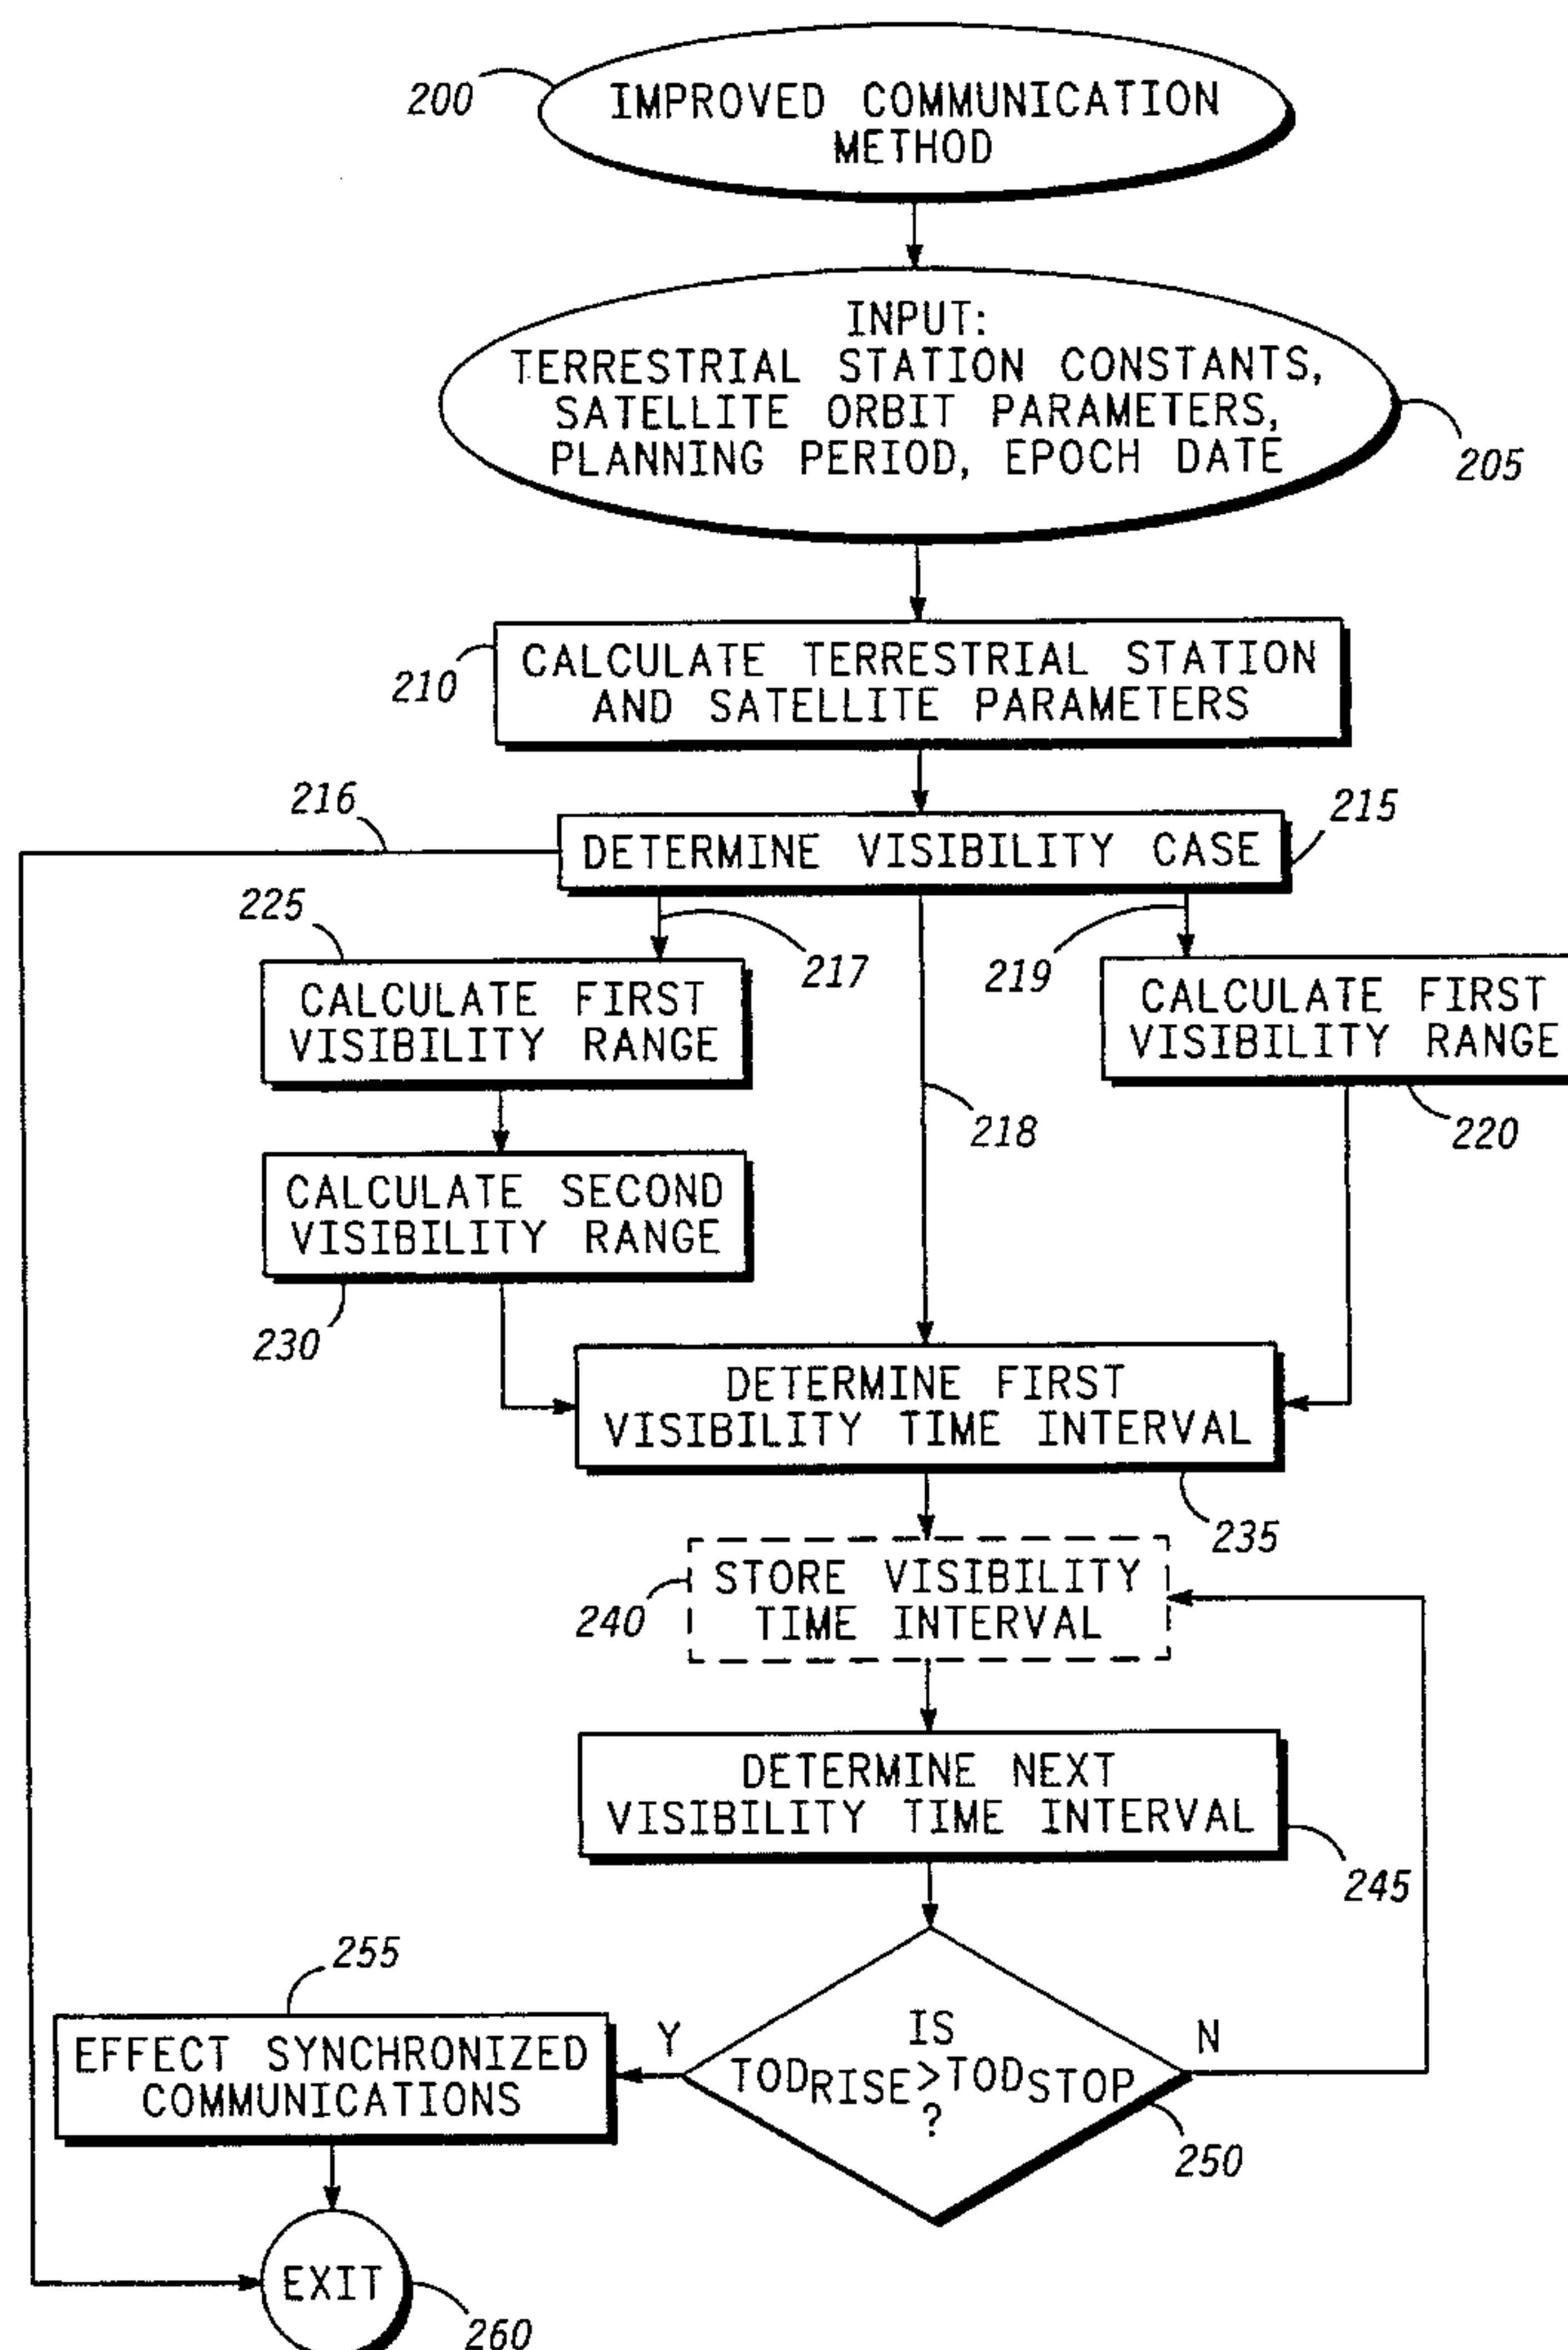 200
IMPROVED COMMUNICATION
METHOD
INPUT:
TERRESTRIAL STATION CONSTANTS,
SATELLITE ORBIT PARAMETERS,
PLANNING PERIOD, EPOCH DATE
205
210
CALCULATE TERRESTRIAL STATION
AND SATELLITE PARAMETERS
216
215
DETERMINE VISIBILITY CASE
225
217
219
CALCULATE FIRST
VISIBILITY RANGE
CALCULATE FIRST
VISIBILITY RANGE
218
220
CALCULATE SECOND
VISIBILITY RANGE
230
DETERMINE FIRST
VISIBILITY TIME INTERVAL
235
240
STORE VISIBILITY
TIME INTERVAL
DETERMINE NEXT
VISIBILITY TIME INTERVAL
245
255
EFFECT SYNCHRONIZED
COMMUNICATIONS
Y
IS
TODRISE>TODSTOP
?
N
250
EXIT
260